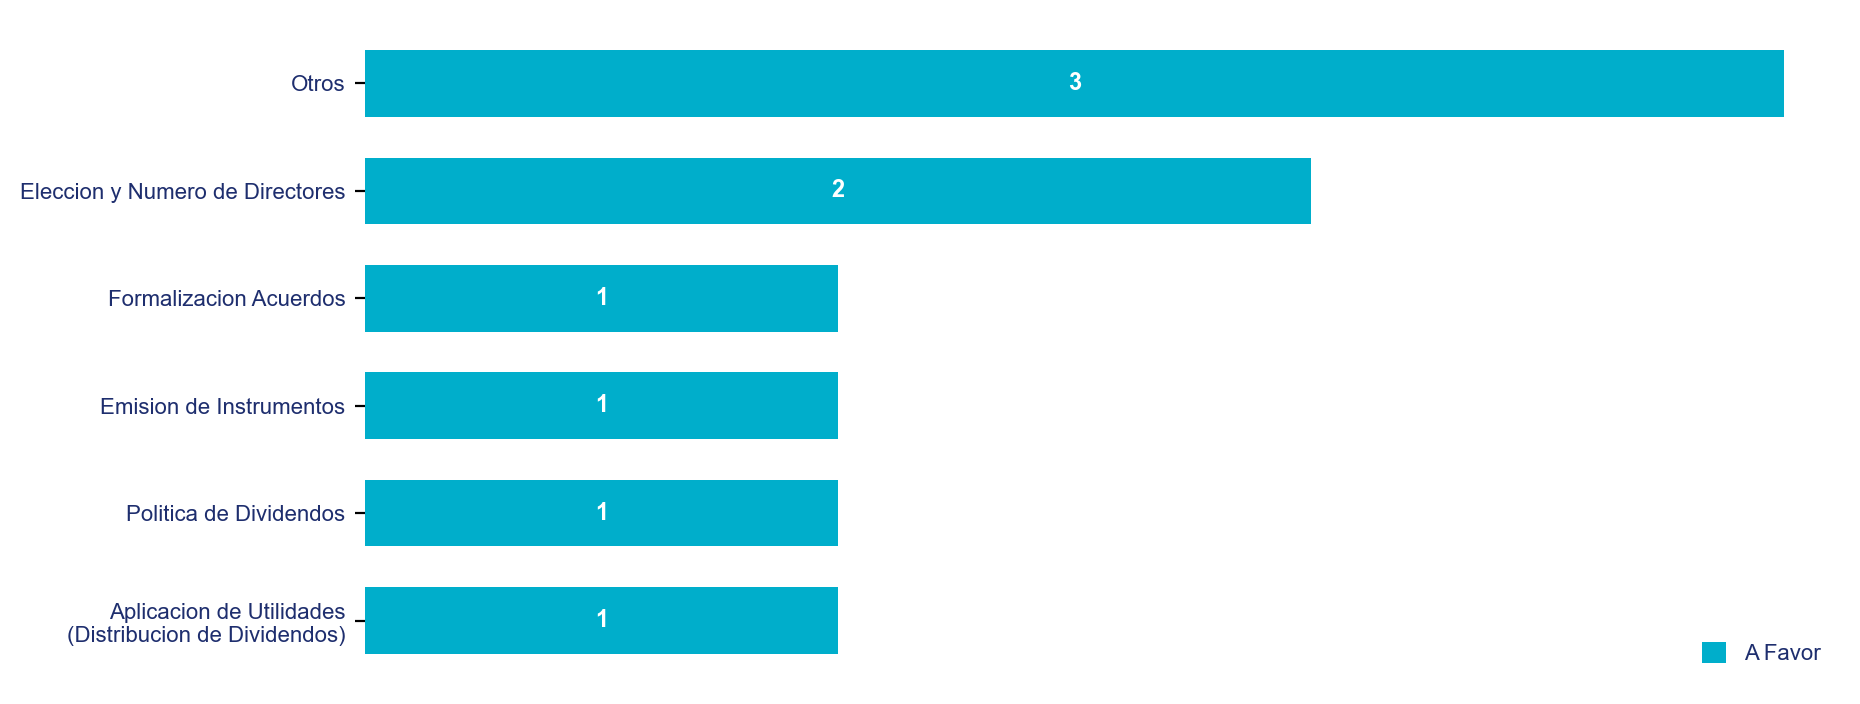 Otros
3
Eleccion y Numero de Directores
2
Formalizacion Acuerdos
1
Emision de Instrumentos
1
Politica de Dividendos
1
Aplicacion de Utilidades
(Distribucion de Dividendos)
1
A Favor